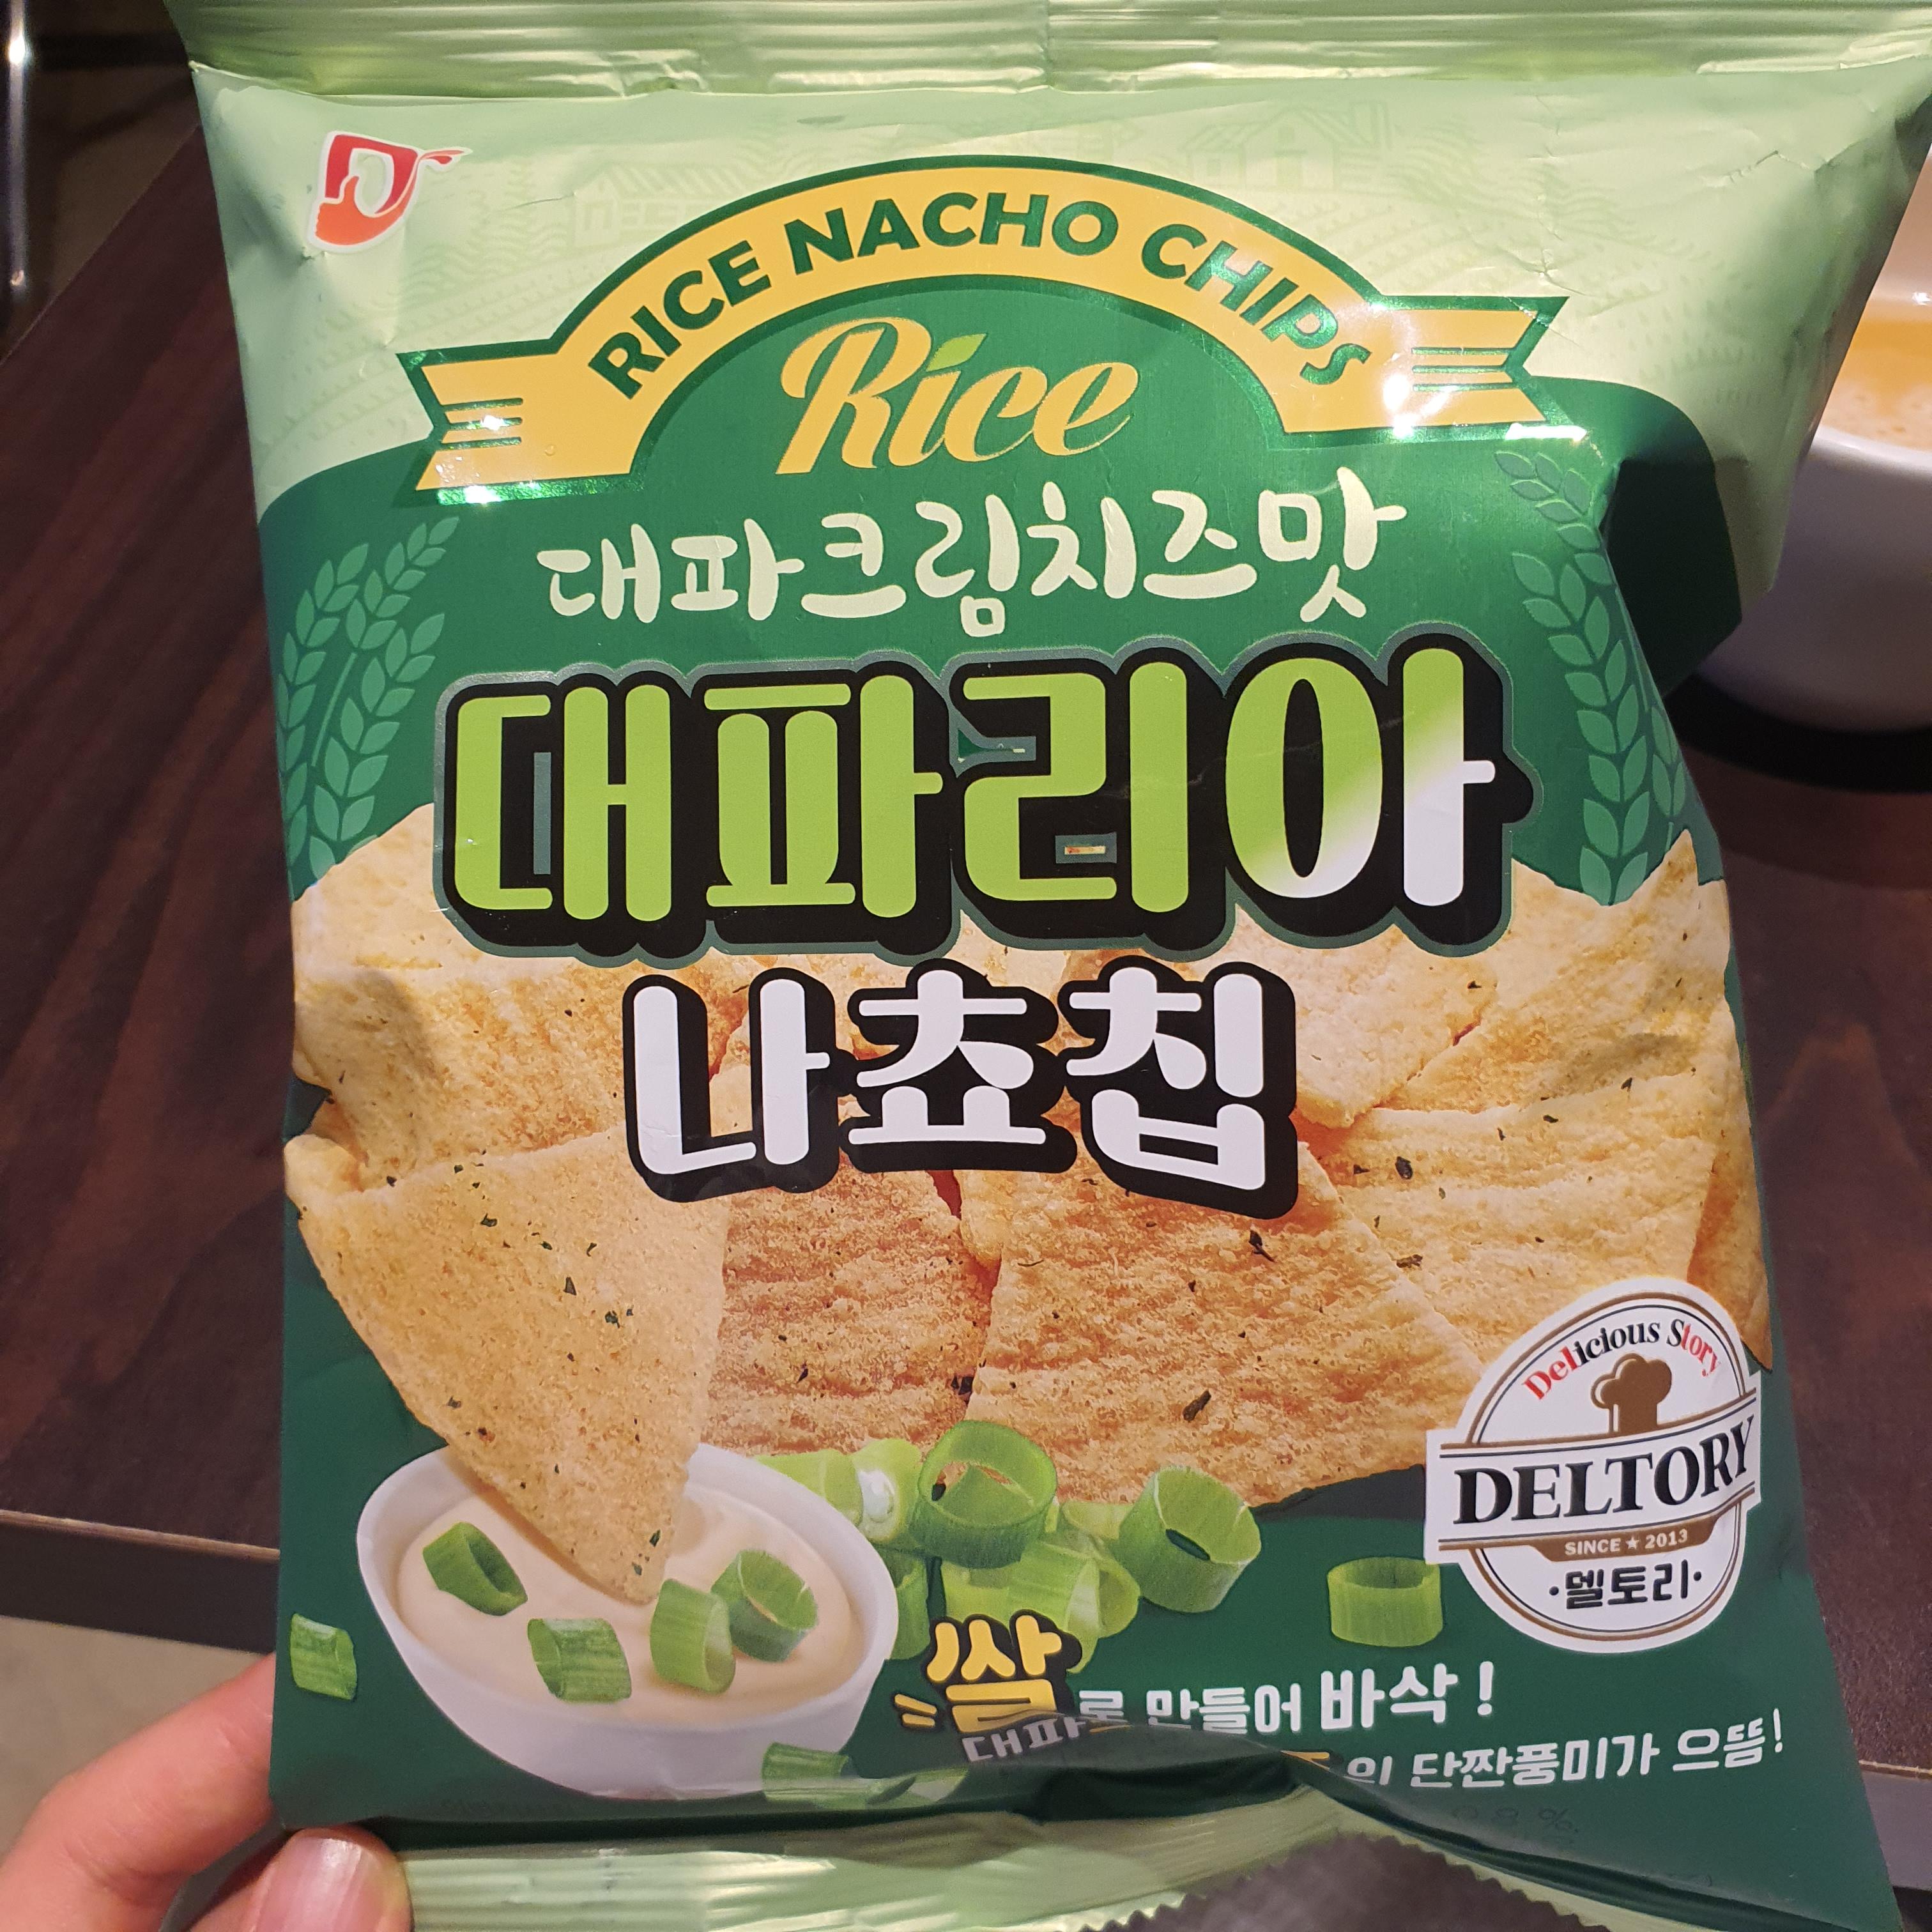 RICE NACHO CHIPS
Rice
대파크림치즈맛
대파리아
나쵸칩
Delicious Story
DELTORY
SINCE ★ 2013
·델토리·
쌀로 만들어 바삭!
대파 의 단짠풍미가 으뜸!